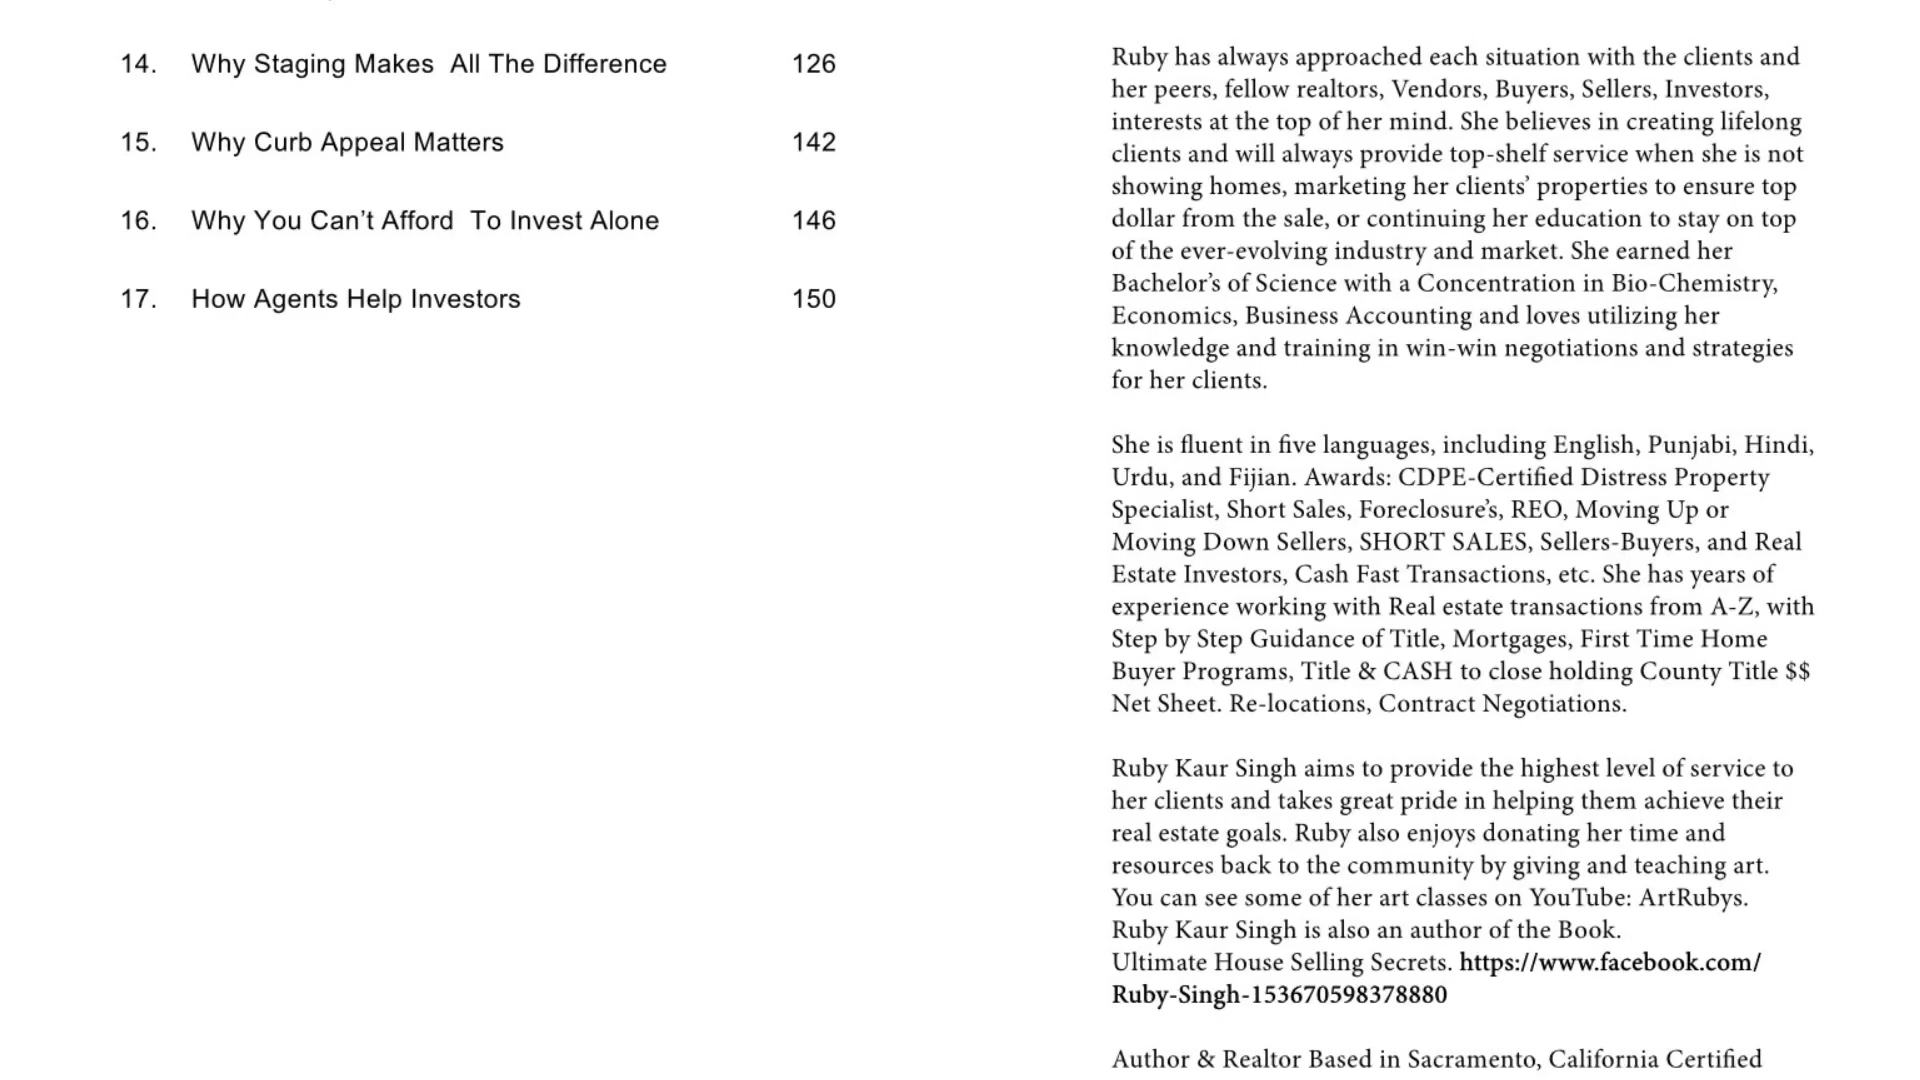 14. Why Staging Makes All The Difference 126
15. Why Curb Appeal Matters 142
16. Why You Can’t Afford To Invest Alone 146
17. How Agents Help Investors 150
Ruby has always approached each situation with the clients and
her peers, fellow realtors, Vendors, Buyers, Sellers, Investors,
interests at the top of her mind. She believes in creating lifelong
clients and will always provide top-shelf service when she is not
showing homes, marketing her clients’ properties to ensure top
dollar from the sale, or continuing her education to stay on top
of the ever-evolving industry and market. She earned her
Bachelor’s of Science with a Concentration in Bio-Chemistry,
Economics, Business Accounting and loves utilizing her
knowledge and training in win-win negotiations and strategies
for her clients.
She is fluent in five languages, including English, Punjabi, Hindi,
Urdu, and Fijian. Awards: CDPE-Certified Distress Property
Specialist, Short Sales, Foreclosure’s, REO, Moving Up or
Moving Down Sellers, SHORT SALES, Sellers-Buyers, and Real
Estate Investors, Cash Fast Transactions, etc. She has years of
experience working with Real estate transactions from A-Z, with
Step by Step Guidance of Title, Mortgages, First Time Home
Buyer Programs, Title & CASH to close holding County Title $$
Net Sheet. Re-locations, Contract Negotiations.
Ruby Kaur Singh aims to provide the highest level of service to
her clients and takes great pride in helping them achieve their
real estate goals. Ruby also enjoys donating her time and
resources back to the community by giving and teaching art.
You can see some of her art classes on YouTube: ArtRubys.
Ruby Kaur Singh is also an author of the Book.
Ultimate House Selling Secrets. https://www.facebook.com/
Ruby-Singh-153670598378880
Author & Realtor Based in Sacramento, California Certified